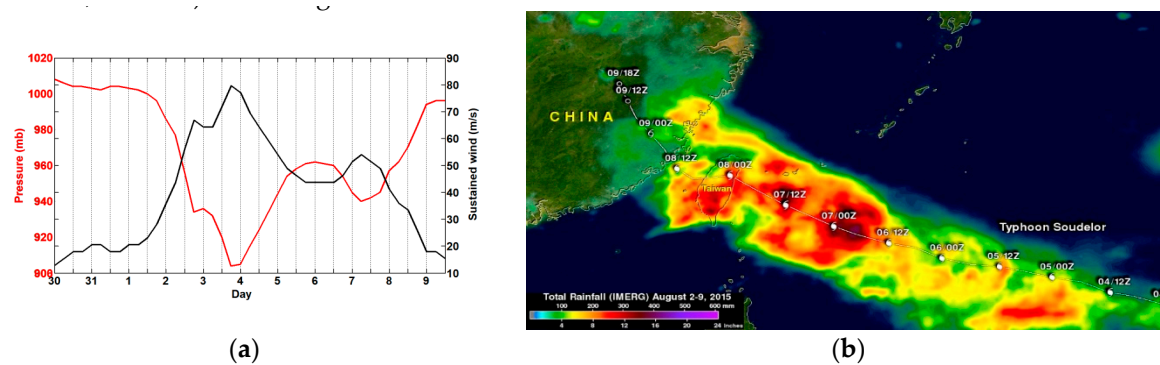 1020
1000
980
960
940
920
900
Pressure (mb)
90
80
70
60
50
40
30
20
10
Sustained wind (m/s)
30
31
1
2
3
4
5
6
7
8
9
Day
(a)
09/18Z
09/12Z
CHINA
09/00Z
08/12Z
08/00Z
Taiwan
07/12Z
07/00Z
06/12Z
Typhoon Soudelor
06/00Z
05/12Z
05/00Z
04/12Z
Total Rainfall (IMERG) August 2-9, 2015
100 200 300 400 500 600 mm
4 8 12 16 20 24 inches
(b)